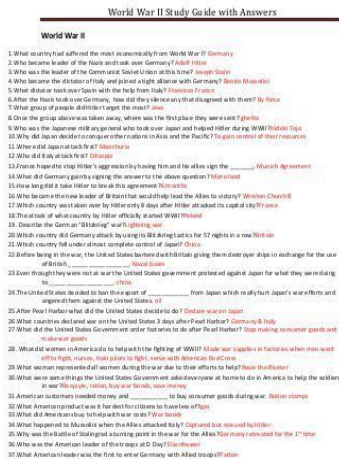 World War II Study Guide with Answers
World War II
1. What country had suffered the most economically from World War I? Germany
2. Who became leader of the Nazis and took over Germany? Adolf Hitler
3. Who was the leader of the Communist Soviet Union at this time? Joseph Stalin
4. Who became the dictator of Italy and joined a tight alliance with Germany. Benito Mussolini
5. What dictator took over Spain with the help from Italy? Francisco Franco
6. After the Nazis took over Germany, how did they silence any that disagreed with them? By force
7. What group of people did Hitler target the most? Jews
8. Once the group above was taken away, where was the first place they were sent? ghetto
9. Who was the Japanese military general who took over Japan and helped Hitler during WWII? Hideki Tojo
10. Why did Japan decide to conquer other nations in Asia and the Pacific? To gain control of their resources
11. Where did Japan attack first? Manchuria
12. Who did Italy attack first? Ethiopia
13. France hoped to stop Hitler's aggression by having him and his allies sign the ______. Munich Agreement
14. What did Germany gain by signing the answer to the above question? More land
15. How long did it take Hitler to break this agreement? 6 months
16. Who became the new leader of Britain that would help lead the Allies to victory? Winston Churchill
17. Which country was taken over by Hitler only 8 days after Hitler attacked its capital city? France
18. The attack of what country by Hitler officially started WWII? Poland
19. Describe the German "Blitzkrieg" war? Lightning war
20. Which country did Germany attack by using its Blitzkrieg tactics for 57 nights in a row? Britain
21. Which country fell under almost complete control of Japan? China
22. Before being in the war, the United States bartered with Britain giving them destroyer ships in exchange for the use
of British ______________. Naval bases
23. Even though they were not at war the United States government protested against Japan for what they were doing
to ______________. china
24. The United States decided to ban the export of __________ from Japan which really hurt Japan's war efforts and
angered them against the United States. oil
25. After Pearl Harbor what did the United States decide to do? Declare war on Japan
26. What countries declared war on the United States 3 days after Pearl Harbor? Germany & Italy
27. What did the United States Government order factories to do after Pearl Harbor? Stop making consumer goods and
make war goods
28. What did women in America do to help with the fighting of WWII? Made war supplies in factories when men went
off to fight, nurses, train pilots to fight, serve with American Red Cross
29. What woman represented all women during the war due to their efforts to help? Rosie the Riveter
30. What were some things the United States Government asked everyone at home to do in America to help the soldiers
in war? Recycle, ration, buy war bonds, save money
31. American customers needed money and __________ to buy consumer goods during war. Ration stamps
32. What American product was it hardest for citizens to have less of? gas
33. What did Americans buy to help with war costs? War bonds
34. What happened to Mussolini when the Allies attacked Italy? Captured but rescued by Hitler
35. Why was the Battle of Stalingrad a turning point in the war for the Allies? Germany retreated for the 1st time
36. Who was the American leader of the troops at D Day? Eisenhower
37. What American leader was the first to enter Germany with Allied troops? Patton